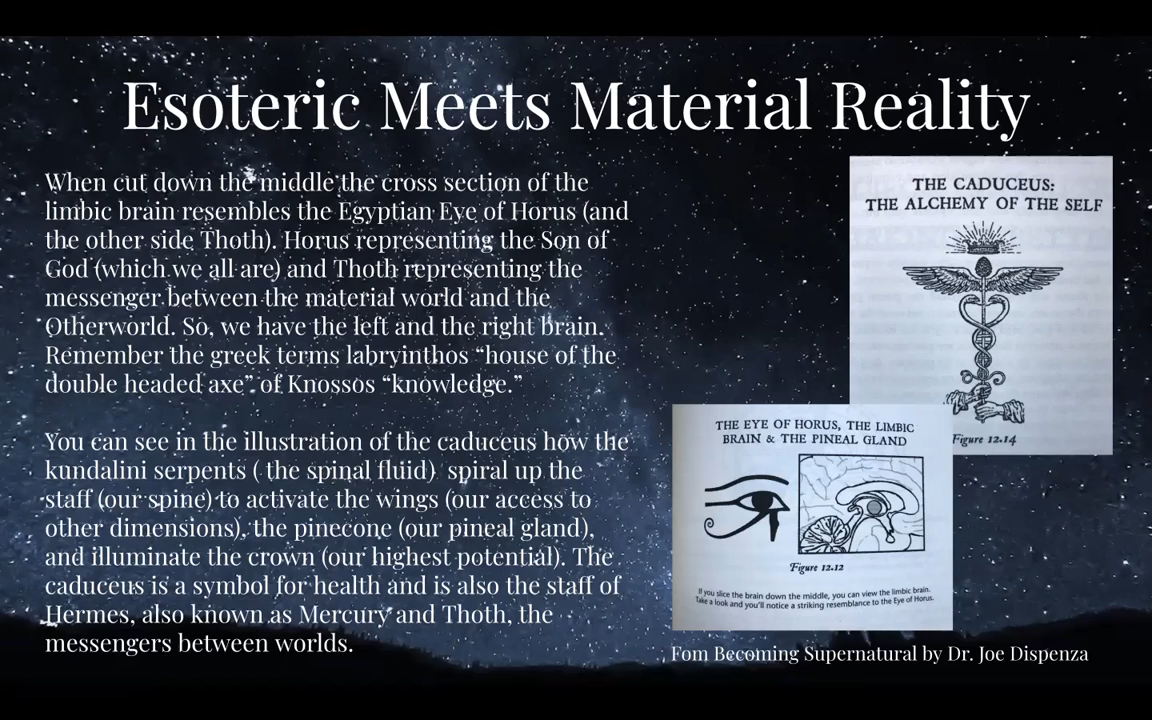 Esoteric Meets Material Reality
When cut down the middle the cross section of the
limbic brain resembles the Egyptian Eye of Horus (and
the other side Thoth). Horus representing the Son of
God (which we all are) and Thoth representing the
messenger between the material world and the
Otherworld. So, we have the left and the right brain.
Remember the greek terms labryinthos “house of the
double headed axe” of Knossos “knowledge.”
You can see in the illustration of the caduceus how the
kundalini serpents ( the spinal fluid) spiral up the
staff (our spine) to activate the wings (our access to
other dimensions), the pinecone (our pineal gland),
and illuminate the crown (our highest potential). The
caduceus is a symbol for health and is also the staff of
Hermes, also known as Mercury and Thoth, the
messengers between worlds.
THE CADUCEUS:
THE ALCHEMY OF THE SELF
Figure 12.14
THE EYE OF HORUS, THE LIMBIC
BRAIN & THE PINEAL GLAND
Figure 12.12
If you slice the brain down the middle, you can view the limbic brain.
Take a look and you'll notice a striking resemblance to the Eye of Horus.
Fom Becoming Supernatural by Dr. Joe Dispenza